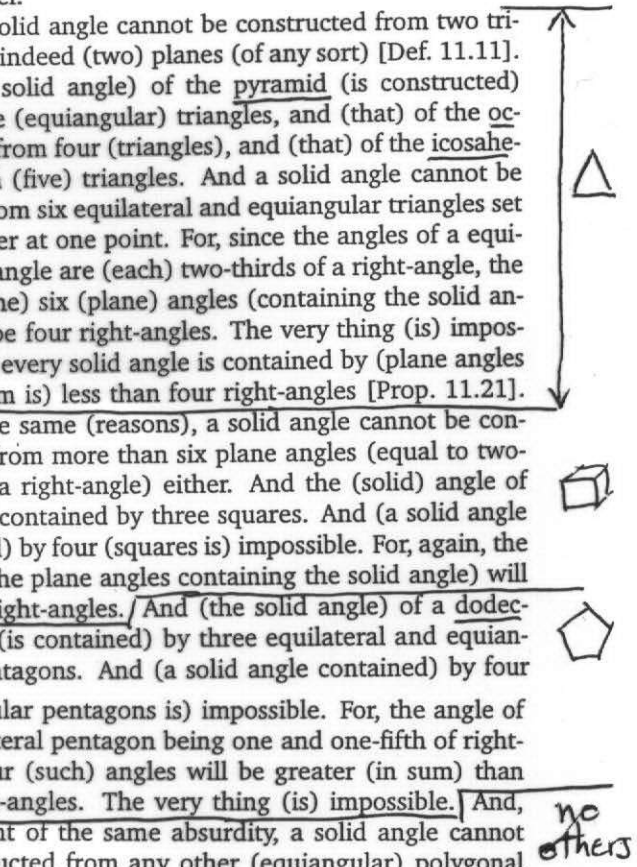 olid angle cannot be constructed from two tri-
indeed (two) planes (of any sort) [Def. 11.11].
solid angle) of the pyramid (is constructed)
e (equiangular) triangles, and (that) of the oc-
from four (triangles), and (that) of the icosahe-
(five) triangles. And a solid angle cannot be
om six equilateral and equiangular triangles set
er at one point. For, since the angles of a equi-
angle are (each) two-thirds of a right-angle, the
ne) six (plane) angles (containing the solid an-
be four right-angles. The very thing (is) impos-
every solid angle is contained by (plane angles
m is) less than four right-angles [Prop. 11.21].
e same (reasons), a solid angle cannot be con-
rom more than six plane angles (equal to two-
a right-angle) either. And the (solid) angle of
contained by three squares. And (a solid angle
l) by four (squares is) impossible. For, again, the
he plane angles containing the solid angle) will
ight-angles. And (the solid angle) of a dodec-
(is contained) by three equilateral and equian-
ntagons. And (a solid angle contained) by four
ular pentagons is) impossible. For, the angle of
teral pentagon being one and one-fifth of right-
ur (such) angles will be greater (in sum) than
-angles. The very thing (is) impossible. And,
nt of the same absurdity, a solid angle cannot
ucted from any other (equiangular) polygonal
no
others